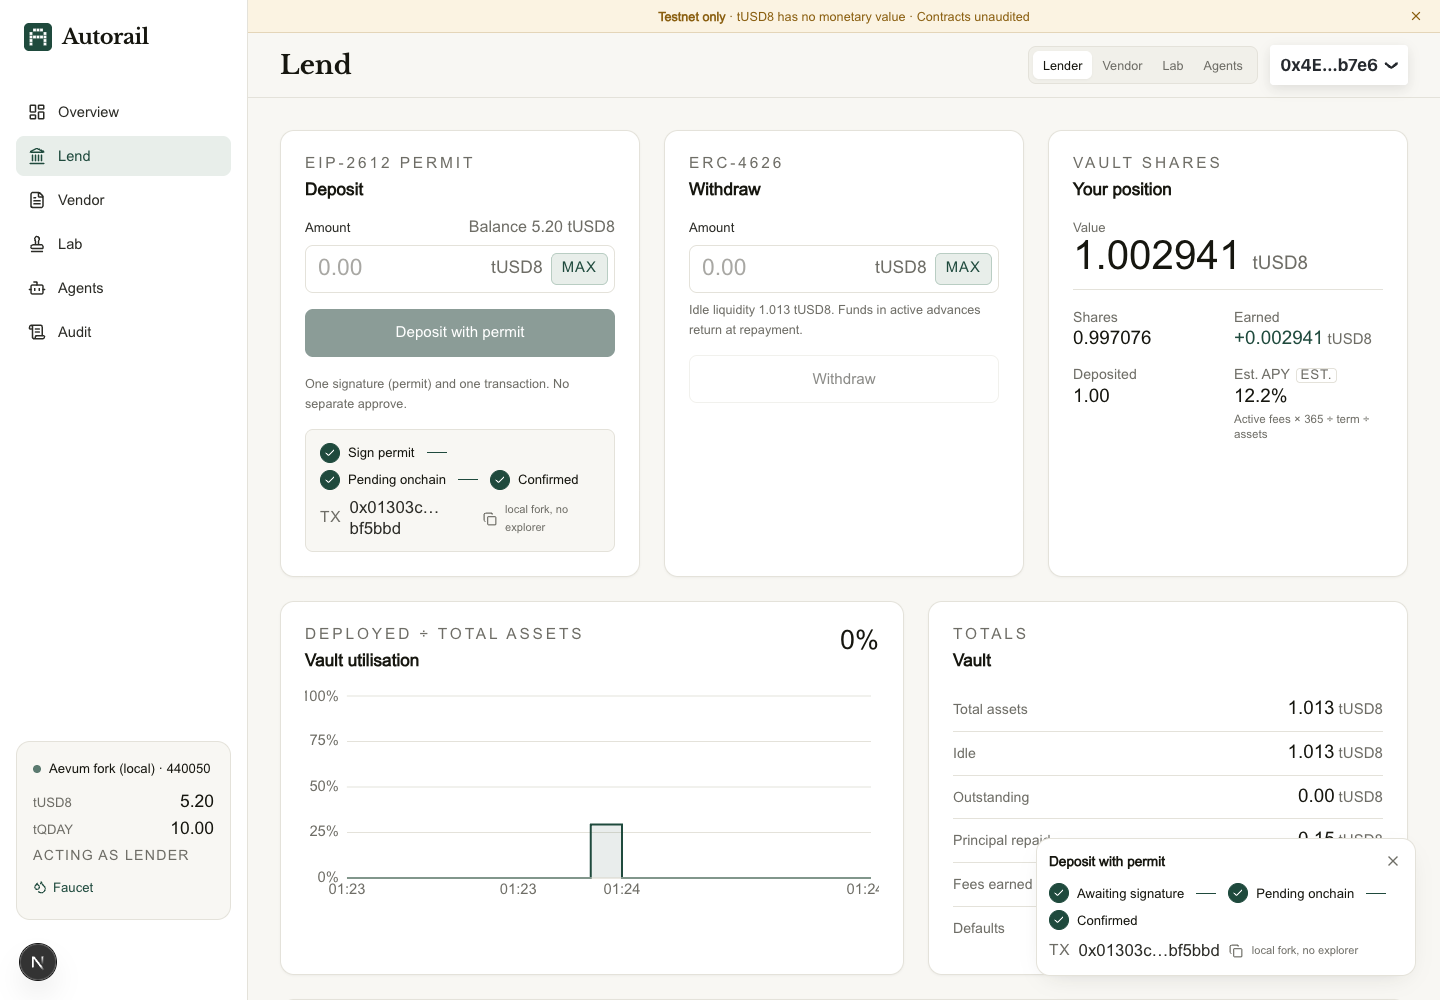 Autorail
Testnet only · tUSD8 has no monetary value · Contracts unaudited
Lend
Lender
Vendor
Lab
Agents
0x4E...b7e6
Overview
Lend
Vendor
Lab
Agents
Audit
EIP-2612 PERMIT
Deposit
Amount
Balance 5.20 tUSD8
0.00
tUSD8
MAX
Deposit with permit
One signature (permit) and one transaction. No
separate approve.
Sign permit
Pending onchain
Confirmed
TX
0x01303c…
bf5bbd
local fork, no
explorer
ERC-4626
Withdraw
Amount
0.00
tUSD8
MAX
Idle liquidity 1.013 tUSD8. Funds in active advances
return at repayment.
Withdraw
VAULT SHARES
Your position
Value
1.002941 tUSD8
Shares
0.997076
Earned
+0.002941 tUSD8
Deposited
1.00
Est. APY EST.
12.2%
Active fees × 365 ÷ term ÷
assets
DEPLOYED ÷ TOTAL ASSETS
Vault utilisation
0%
100%
75%
50%
25%
0%
01:23
01:23
01:24
01:24
TOTALS
Vault
Total assets
1.013 tUSD8
Idle
1.013 tUSD8
Outstanding
0.00 tUSD8
Principal repaid
0.15 tUSD8
Fees earned
Defaults
Deposit with permit
Awaiting signature
Pending onchain
Confirmed
TX 0x01303c…bf5bbd
local fork, no explorer
Aevum fork (local) · 440050
tUSD8
5.20
tQDAY
10.00
ACTING AS LENDER
Faucet
N